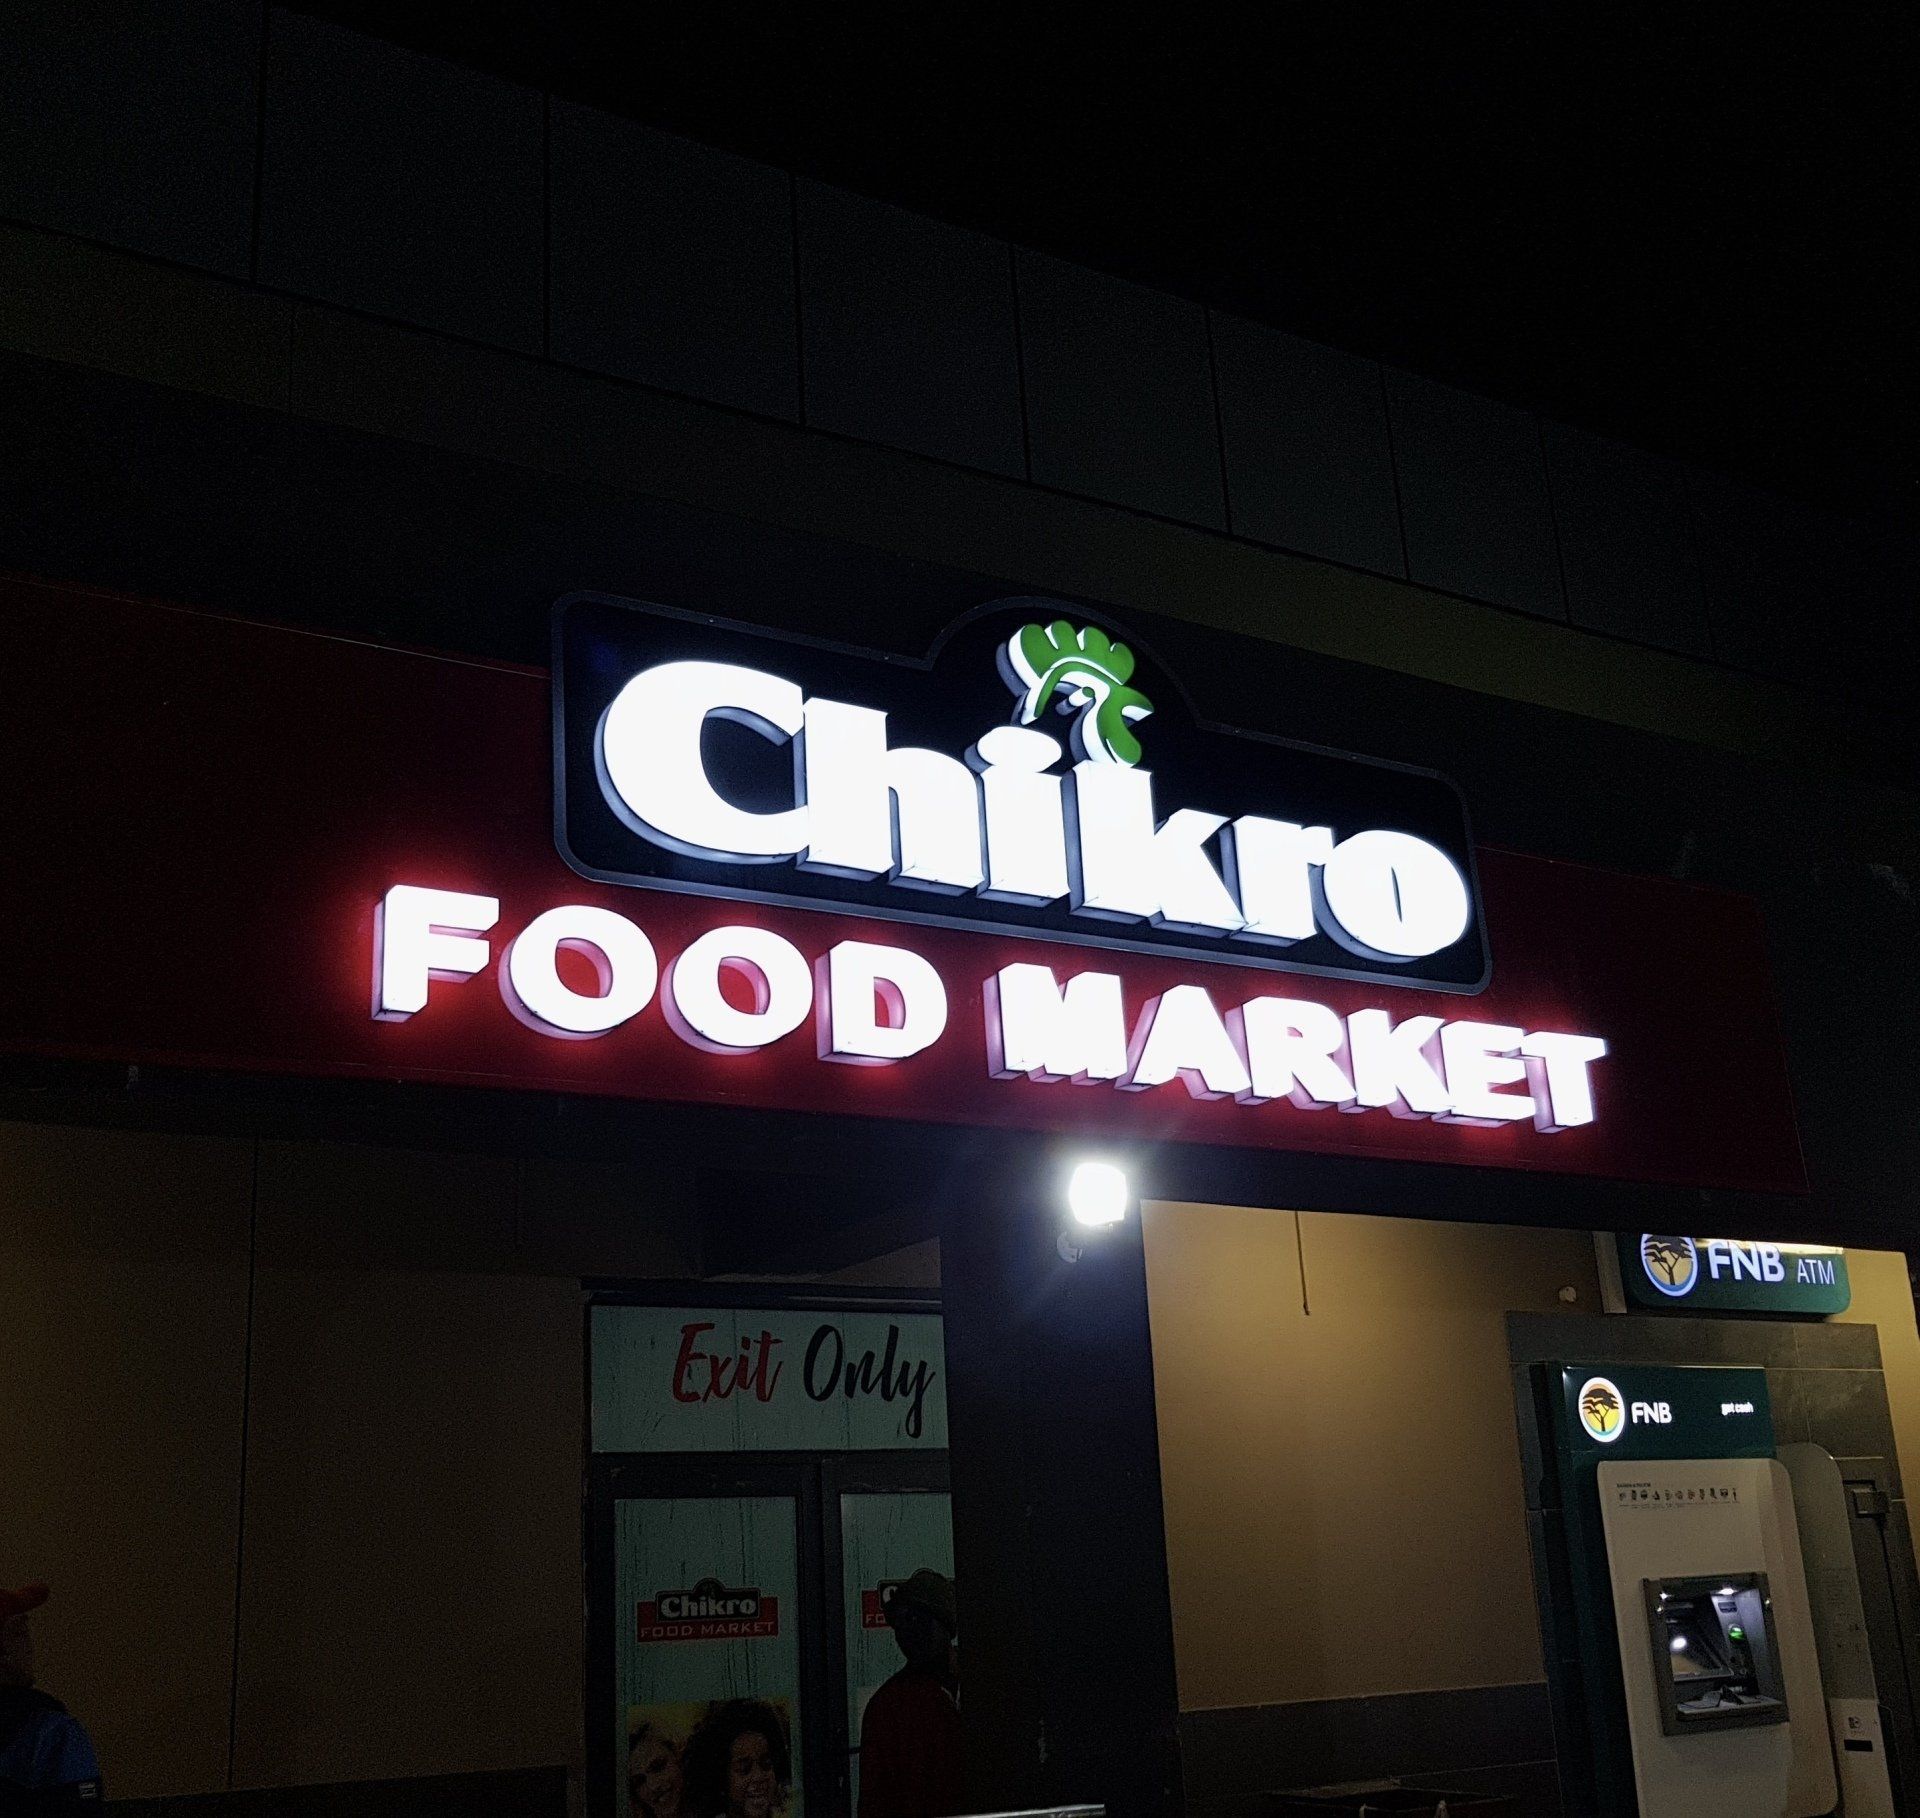 Chikro
FOOD MARKET
FNB ATM
Exit Only
FNB get cash
Chikro
FOOD MARKET